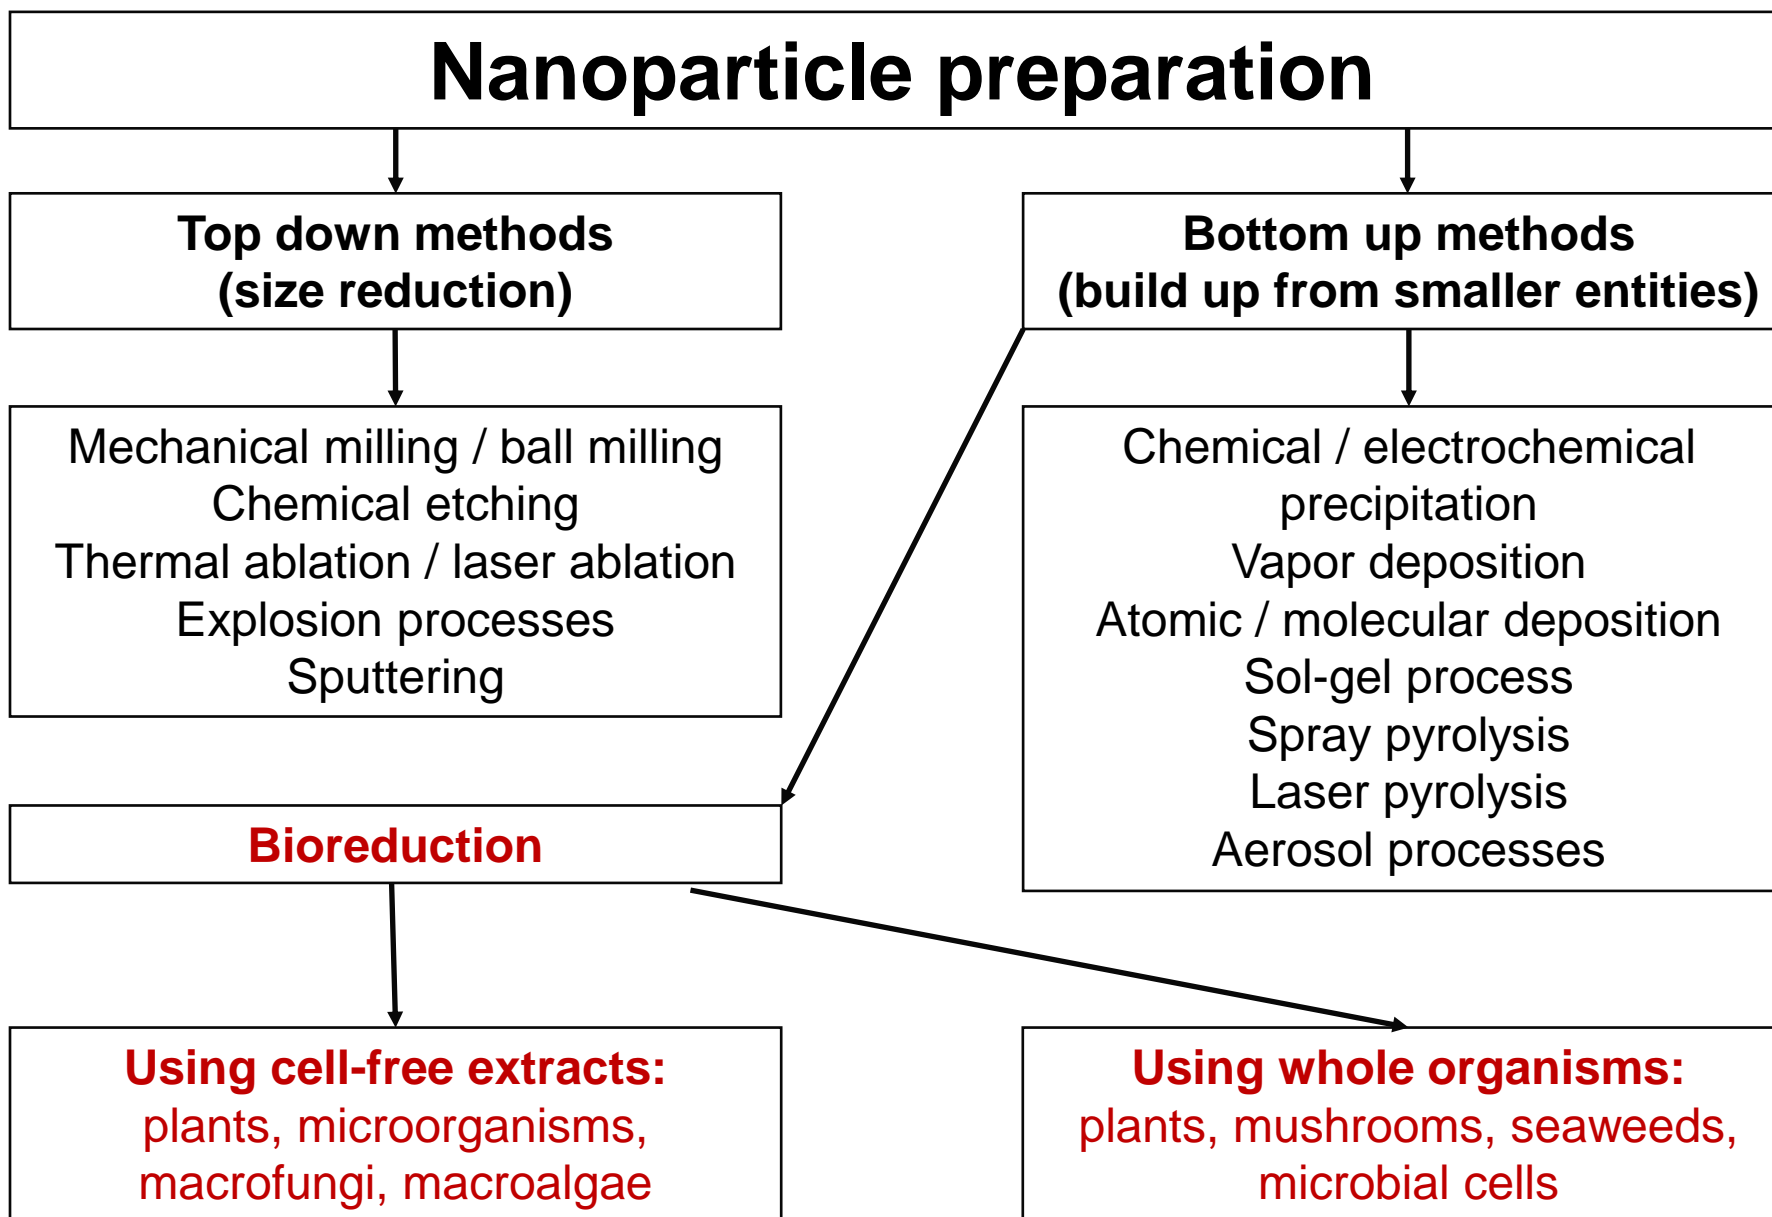 Nanoparticle preparation
Top down methods
(size reduction)
Bottom up methods
(build up from smaller entities)
Mechanical milling / ball milling
Chemical etching
Thermal ablation / laser ablation
Explosion processes
Sputtering
Chemical / electrochemical
precipitation
Vapor deposition
Atomic / molecular deposition
Sol-gel process
Spray pyrolysis
Laser pyrolysis
Aerosol processes
Bioreduction
Using cell-free extracts:
plants, microorganisms,
macrofungi, macroalgae
Using whole organisms:
plants, mushrooms, seaweeds,
microbial cells